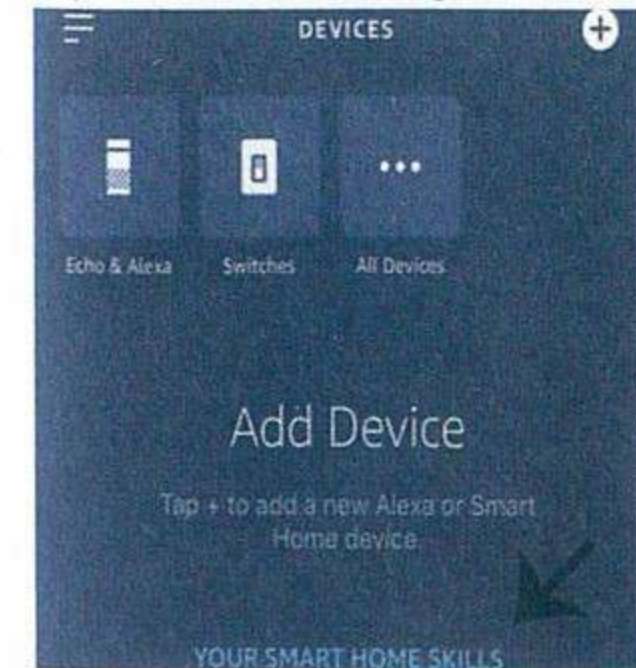 DEVICES
Echo & Alexa
Switches
All Devices
Add Device
Tap + to add a new Alexa or Smart
Home device.
YOUR SMART HOME SKILLS